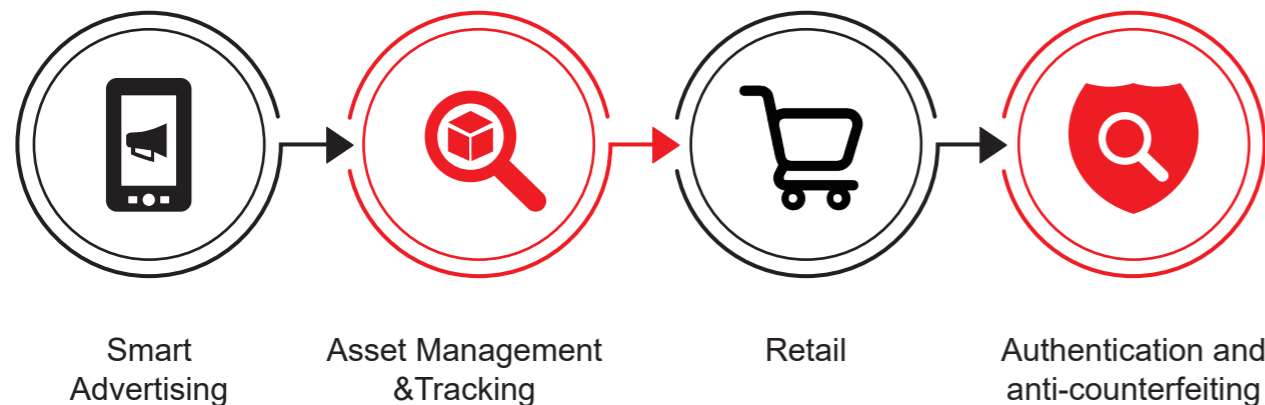 Smart
Advertising
Asset Management
&Tracking
Retail
Authentication and
anti-counterfeiting